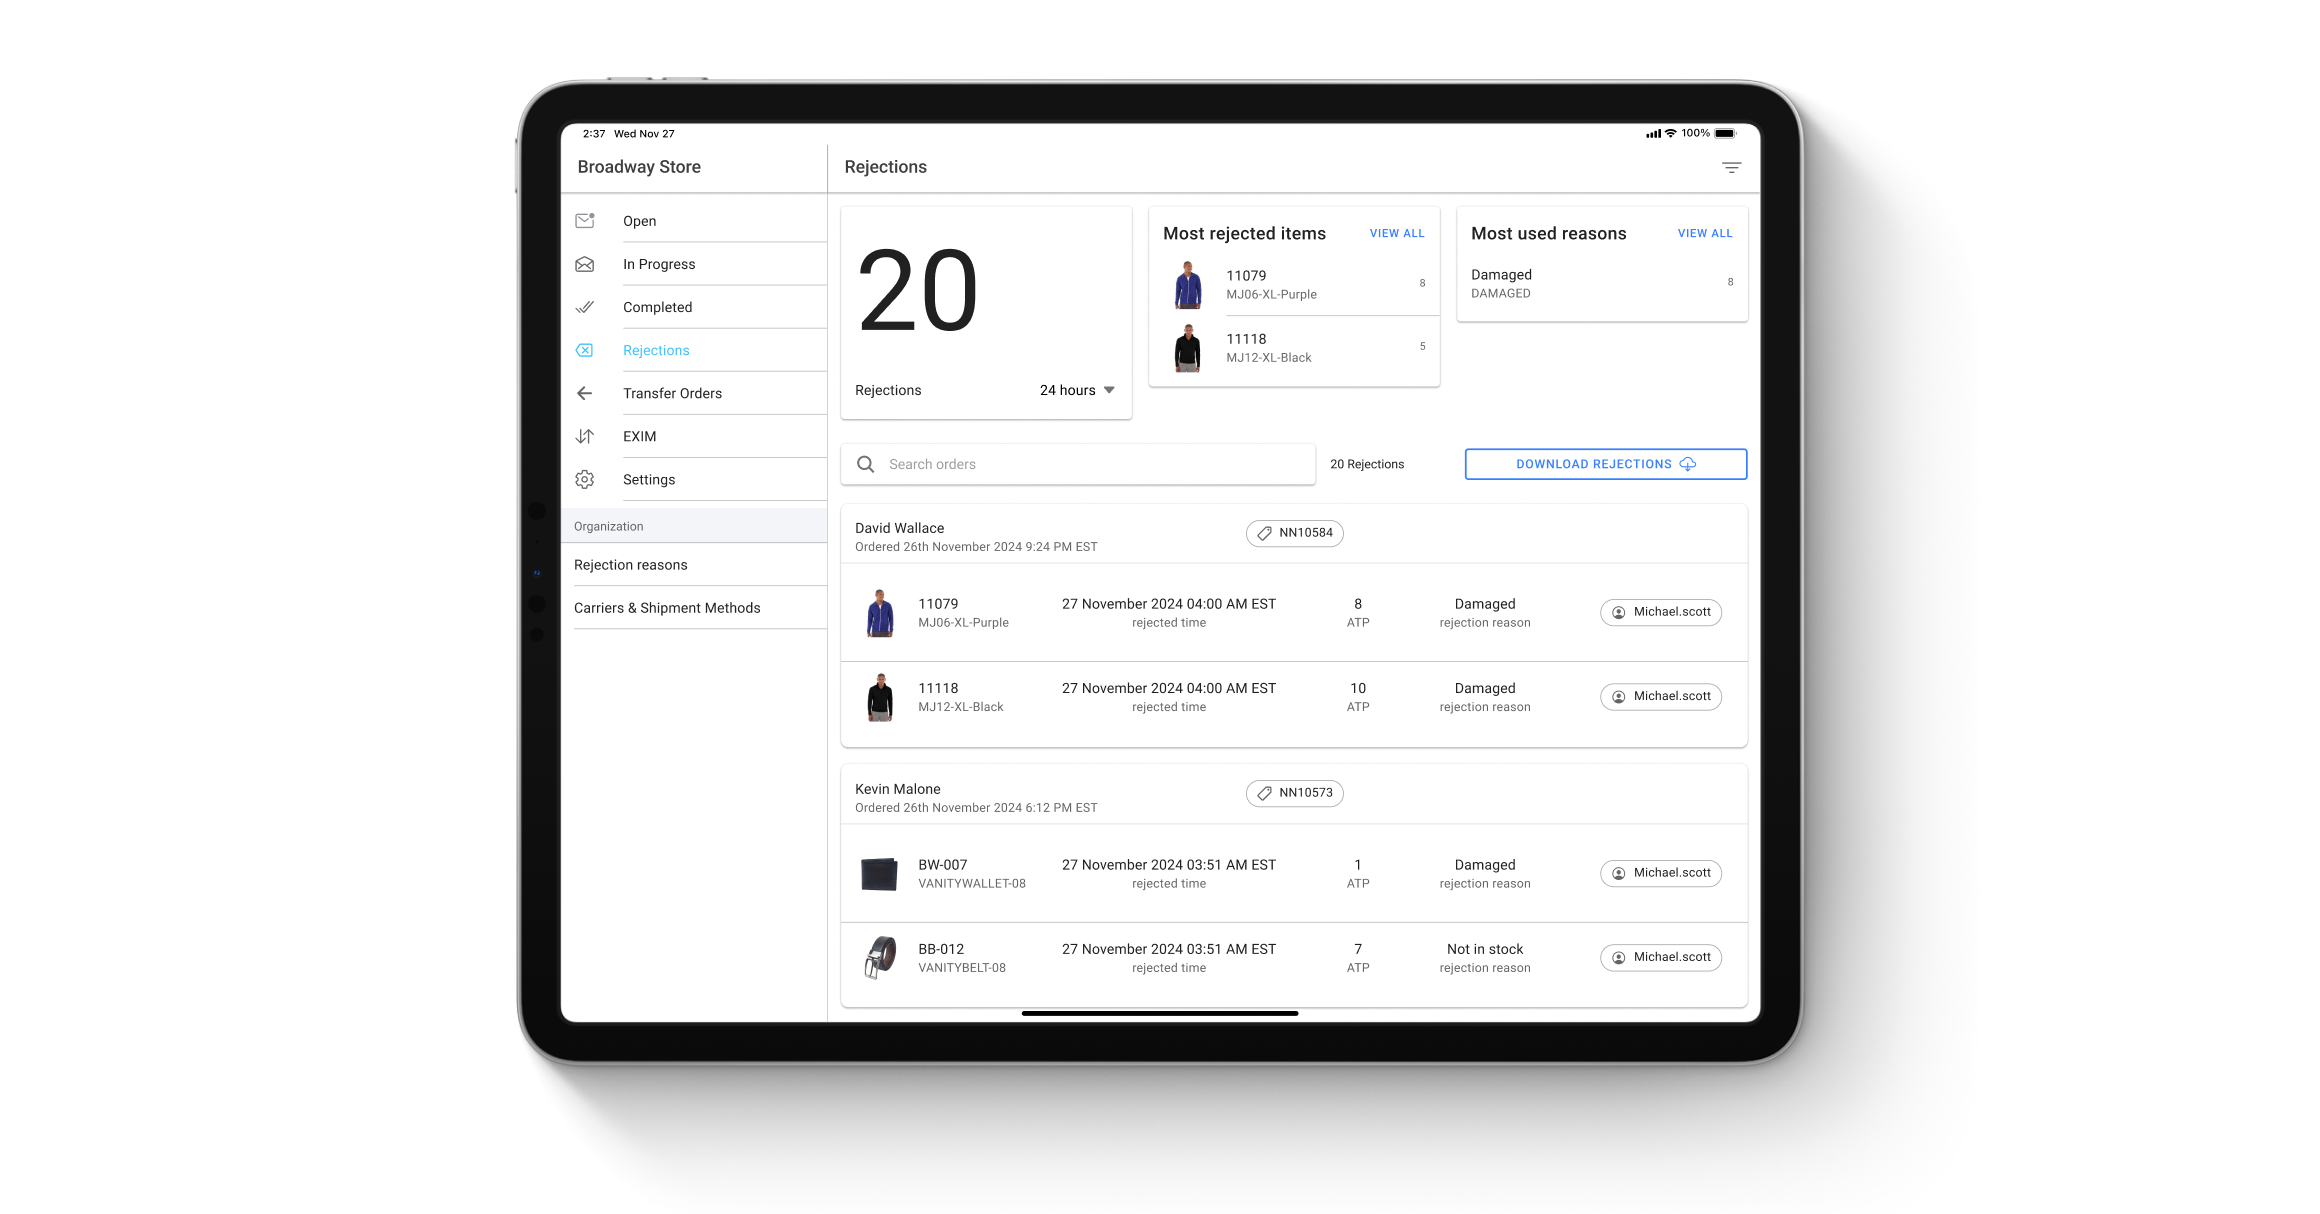 2:37 Wed Nov 27
100%
Broadway Store
Rejections
Open
In Progress
Completed
Rejections
Transfer Orders
EXIM
Settings
Organization
Rejection reasons
Carriers & Shipment Methods
20
Rejections
24 hours
Most rejected items
VIEW ALL
11079
MJ06-XL-Purple
8
11118
MJ12-XL-Black
5
Most used reasons
VIEW ALL
Damaged
DAMAGED
8
Search orders
20 Rejections
DOWNLOAD REJECTIONS
David Wallace
Ordered 26th November 2024 9:24 PM EST
NN10584
11079
MJ06-XL-Purple
27 November 2024 04:00 AM EST
rejected time
8
ATP
Damaged
rejection reason
Michael.scott
11118
MJ12-XL-Black
27 November 2024 04:00 AM EST
rejected time
10
ATP
Damaged
rejection reason
Michael.scott
Kevin Malone
Ordered 26th November 2024 6:12 PM EST
NN10573
BW-007
VANITYWALLET-08
27 November 2024 03:51 AM EST
rejected time
1
ATP
Damaged
rejection reason
Michael.scott
BB-012
VANITYBELT-08
27 November 2024 03:51 AM EST
rejected time
7
ATP
Not in stock
rejection reason
Michael.scott